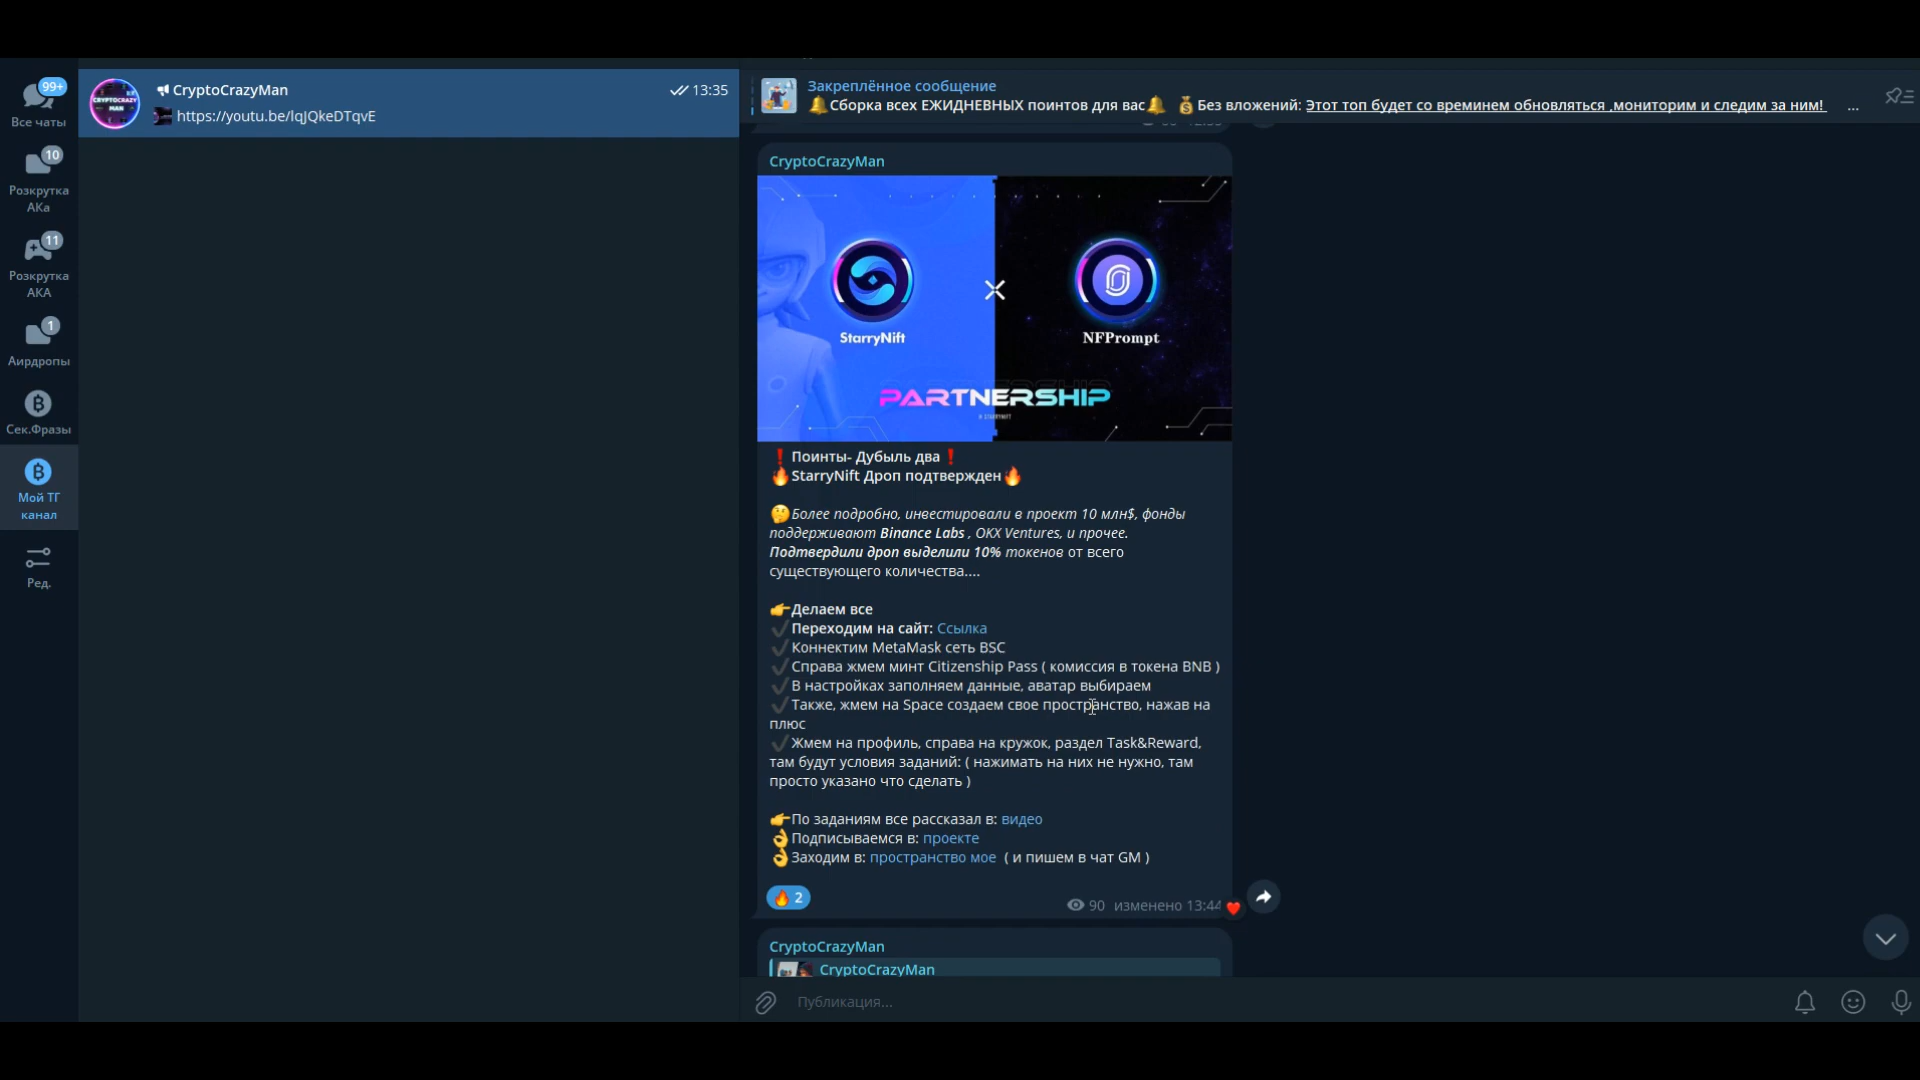 99+
Все чаты
10
Розкрутка
АКа
11
Розкрутка
АКА
1
Аирдропы
Сек.Фразы
Мой ТГ
канал
Ред.
CryptoCrazyMan
13:35
https://youtu.be/lqJQkeDTqvE
CRYPTOCRAZY
MAN
Закреплённое сообщение
🔔Сборка всех ЕЖИДНЕВНЫХ поинтов для вас🔔 💰Без вложений: Этот топ будет со времинем обновляться ,мониторим и следим за ним! ...
CryptoCrazyMan
StarryNift
NFPrompt
PARTNERSHIP
❗Поинты- Дубыль два❗
🔥StarryNift Дроп подтвержден🔥
🤔Более подробно, инвестировали в проект 10 млн$, фонды
поддерживают Binance Labs , OKX Ventures, и прочее.
Подтвердили дроп выделили 10% токенов от всего
существующего количества....
👉Делаем все
✔Переходим на сайт: Ссылка
✔Коннектим MetaMask сеть BSC
✔Справа жмем минт Citizenship Pass ( комиссия в токена BNB )
✔В настройках заполняем данные, аватар выбираем
✔Также, жмем на Space создаем свое пространство, нажав на
плюс
✔Жмем на профиль, справа на кружок, раздел Task&Reward,
там будут условия заданий: ( нажимать на них не нужно, там
просто указано что сделать )
👉По заданиям все рассказал в: видео
👌Подписываемся в: проекте
👌Заходим в: пространство мое ( и пишем в чат GM )
🔥 2
90 изменено 13:44
CryptoCrazyMan
CryptoCrazyMan
Публикация...